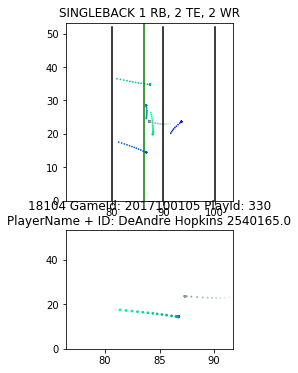 SINGLEBACK 1 RB, 2 TE, 2 WR
50
40
30
20
10
0
80 90 100
18104 GameId: 2017100105 PlayId: 330
PlayerName + ID: DeAndre Hopkins 2540165.0
40
20
0
80 85 90